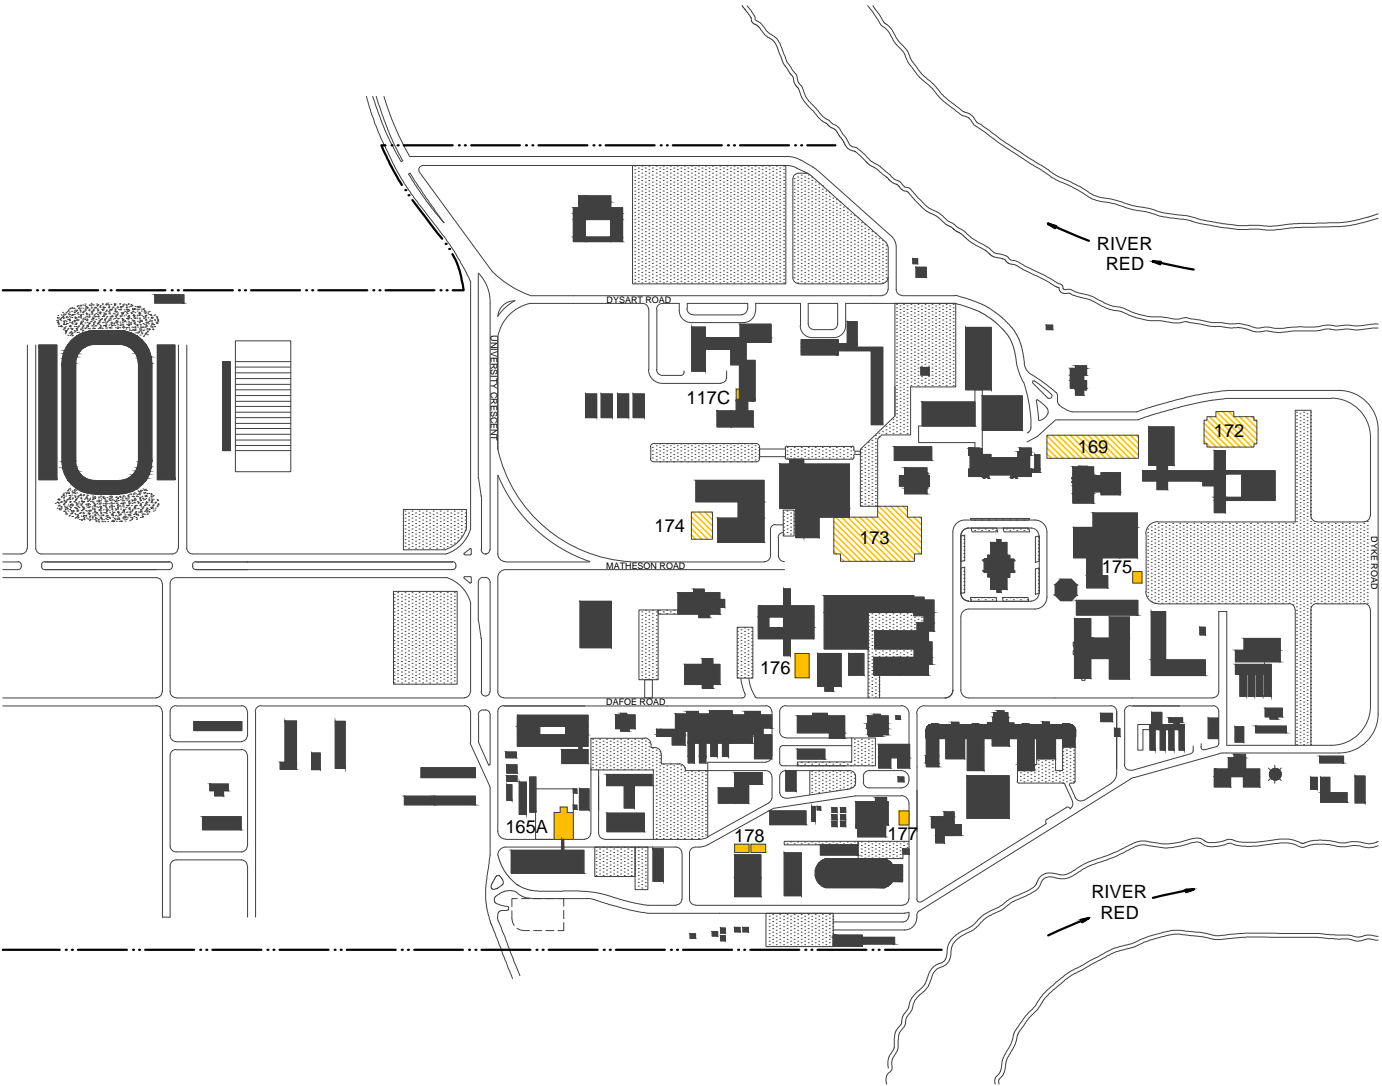 RIVER
RED
DYSART ROAD
UNIVERSITY CRESCENT
117C
172
169
174
173
MATHESON ROAD
175
DYKE ROAD
176
DAFOE ROAD
165A
177
178
RIVER
RED